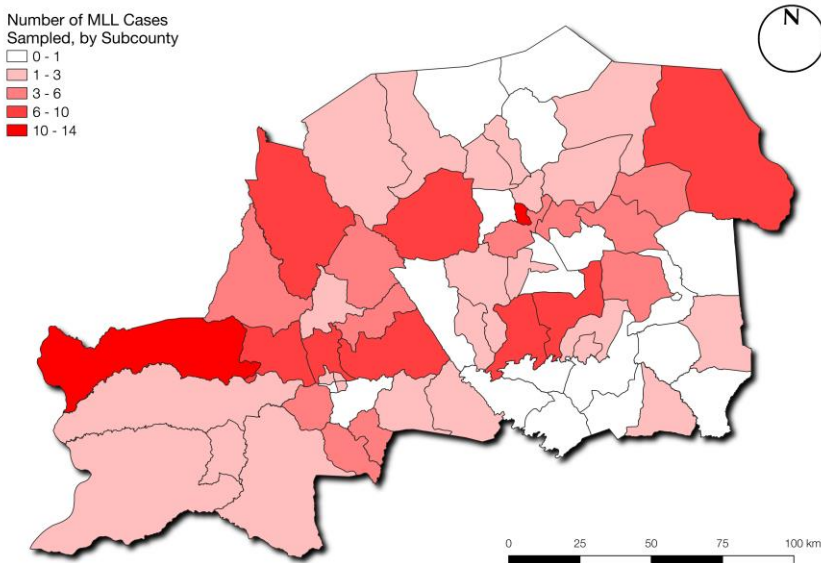 Number of MLL Cases
Sampled, by Subcounty
0 - 1
1 - 3
3 - 6
6 - 10
10 - 14
N
0 25 50 75 100 km